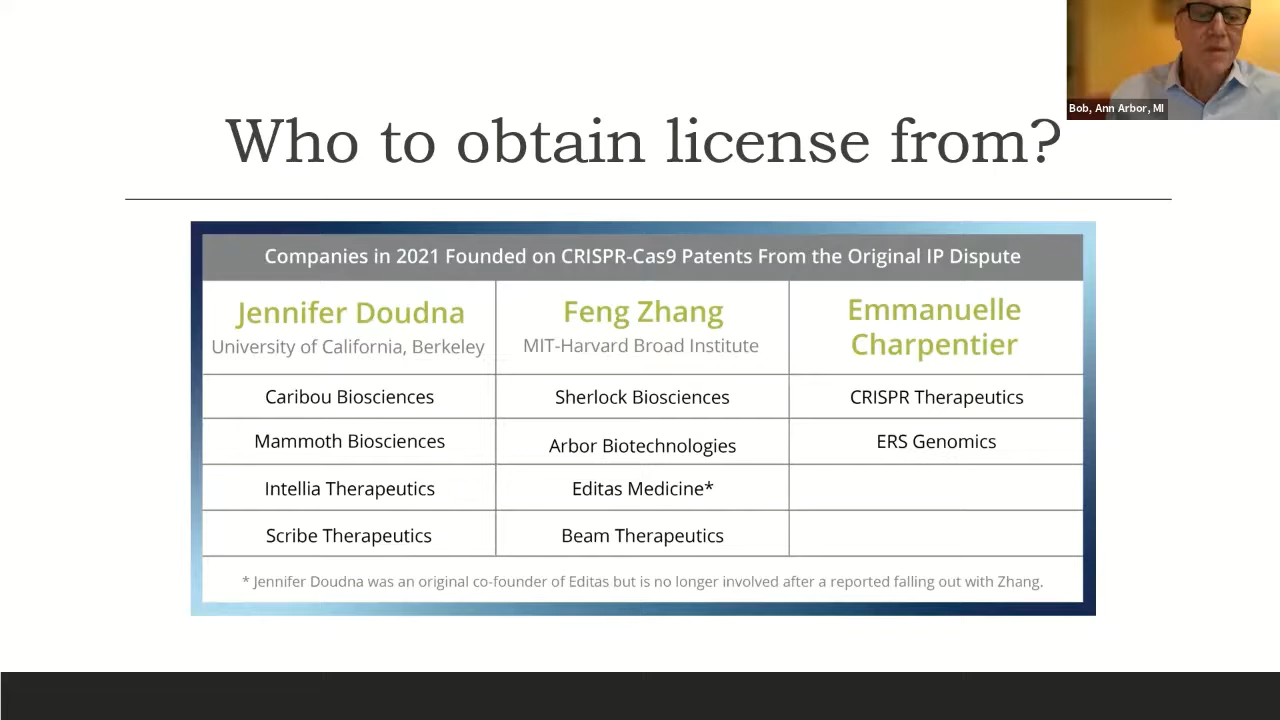 Bob, Ann Arbor, MI
Who to obtain license from?
Companies in 2021 Founded on CRISPR-Cas9 Patents From the Original IP Dispute
Jennifer Doudna
University of California, Berkeley
Feng Zhang
MIT-Harvard Broad Institute
Emmanuelle
Charpentier
Caribou Biosciences
Sherlock Biosciences
CRISPR Therapeutics
Mammoth Biosciences
Arbor Biotechnologies
ERS Genomics
Intellia Therapeutics
Editas Medicine*
Scribe Therapeutics
Beam Therapeutics
* Jennifer Doudna was an original co-founder of Editas but is no longer involved after a reported falling out with Zhang.